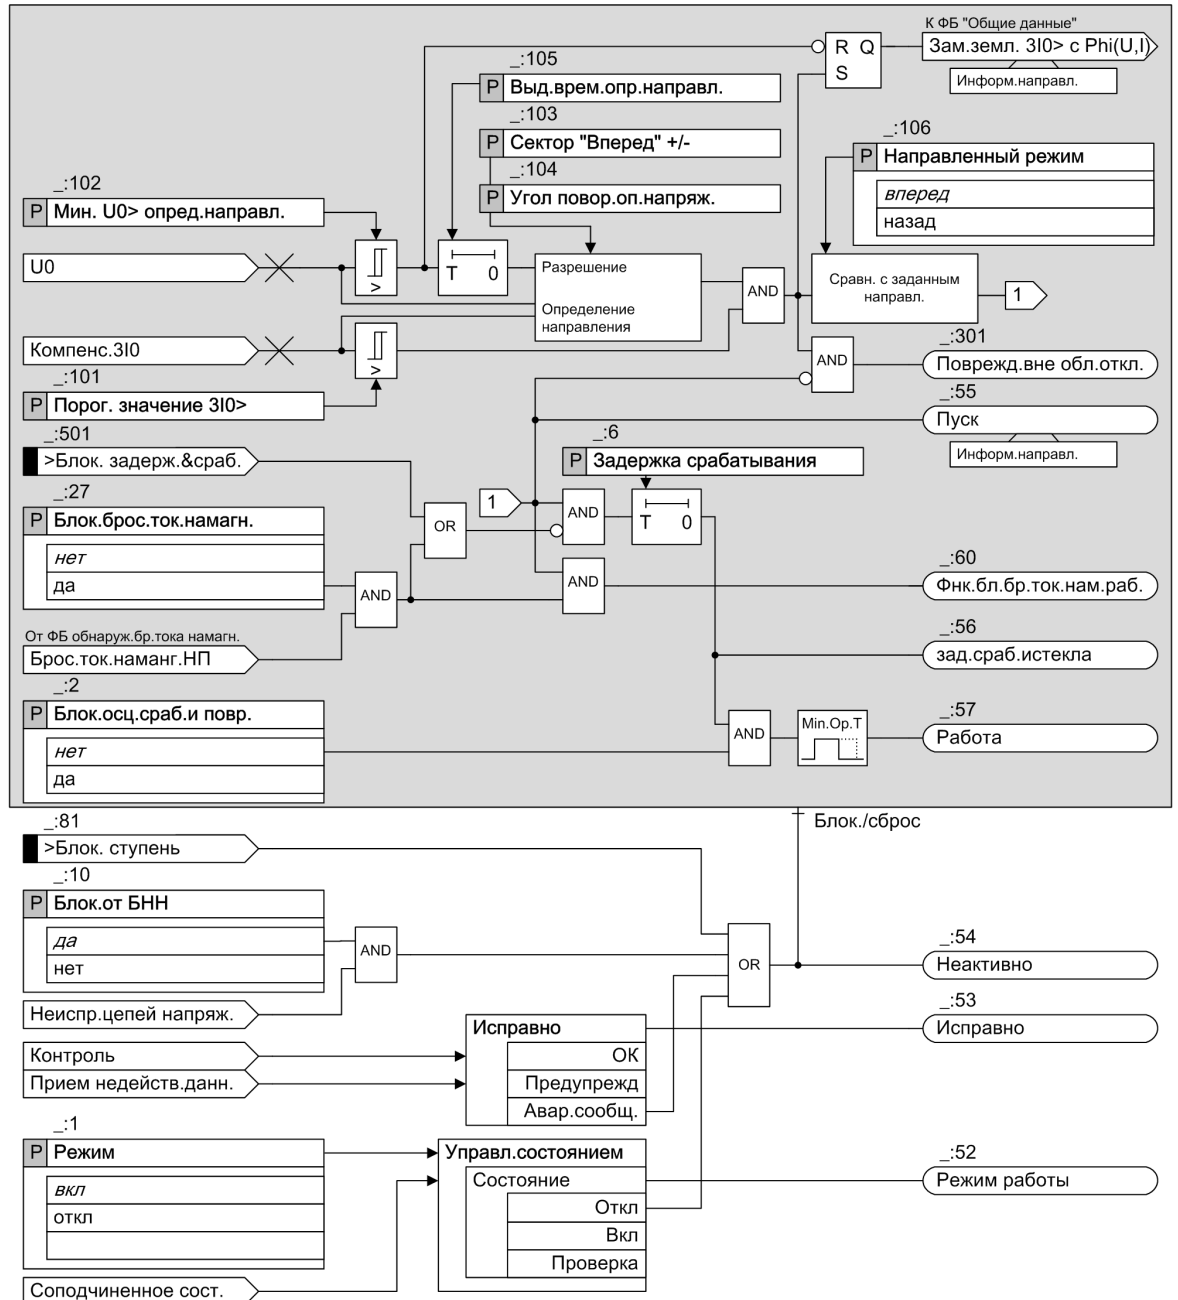 К ФБ "Общие данные"
Зам.земл. 3I0> с Phi(U,I)
Информ.направл.
R Q
S
_:105
P Выд.врем.опр.направл.
_:103
P Сектор "Вперед" +/-
_:104
P Угол повор.оп.напряж.
_:106
P Направленный режим
вперед
назад
_:102
P Мин. U0> опред.направл.
U0
>
T 0
Разрешение
Определение
направления
AND
Сравн. с заданным
направл.
1
Компенс.3I0
>
_:101
P Порог. значение 3I0>
AND
_:301
Поврежд.вне обл.откл.
_:55
Пуск
Информ.направл.
_:501
>Блок. задерж.&сраб.
_:6
P Задержка срабатывания
_:27
P Блок.брос.ток.намагн.
нет
да
OR
1
AND
T 0
AND
AND
_:60
Фнк.бл.бр.ток.нам.раб.
От ФБ обнаруж.бр.тока намагн.
Брос.ток.наманг.НП
_:56
зад.сраб.истекла
_:2
P Блок.осц.сраб.и повр.
нет
да
AND
Min.Op.T
_:57
Работа
Блок./сброс
_:81
>Блок. ступень
_:10
P Блок.от БНН
да
нет
AND
OR
_:54
Неактивно
Неиспр.цепей напряж.
_:53
Исправно
Контроль
Прием недейств.данн.
Исправно
ОК
Предупрежд
Авар.сообщ.
_:1
P Режим
вкл
откл
Управл.состоянием
Состояние
Откл
Вкл
Проверка
_:52
Режим работы
Соподчиненное сост.